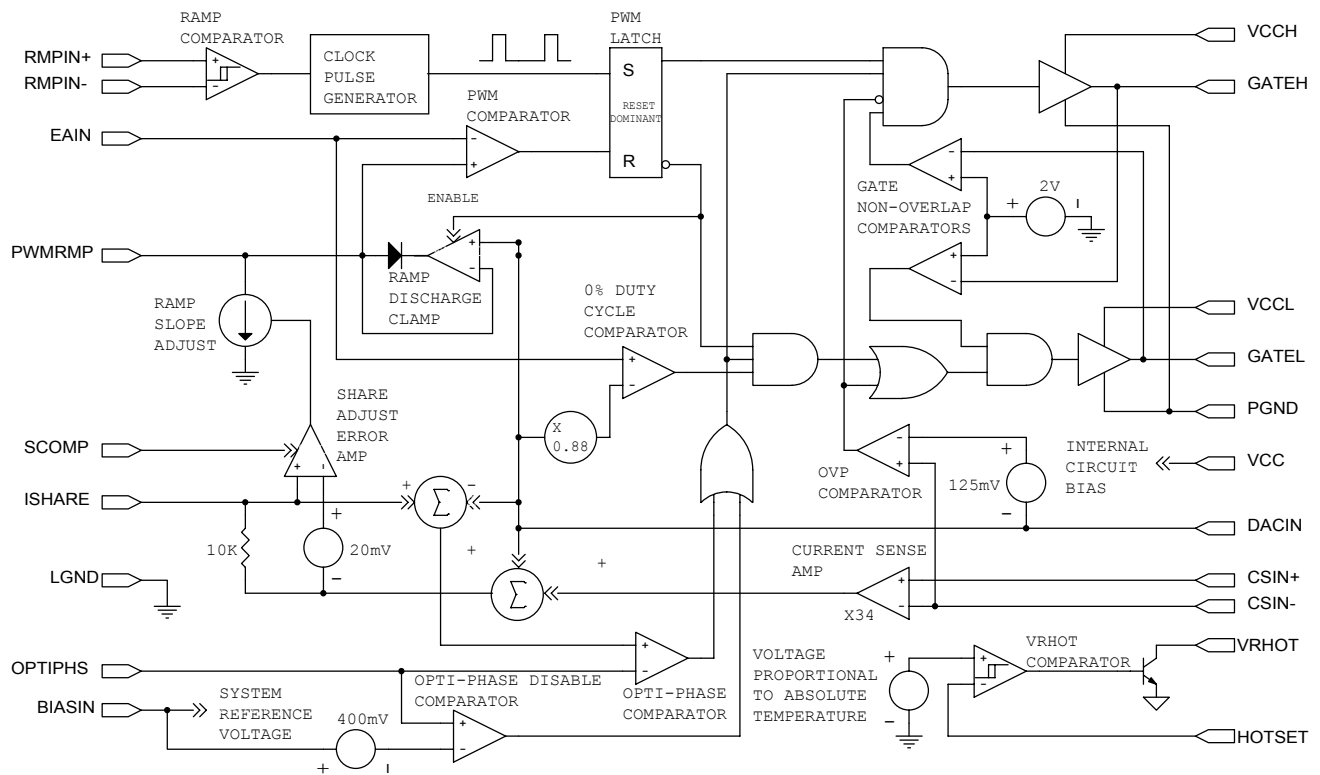 RAMP
COMPARATOR
PWM
LATCH
VCCH
RMPIN+
+
CLOCK
PULSE
GENERATOR
S
RMPIN-
-
GATEH
PWM
COMPARATOR
RESET
DOMINANT
EAIN
-
+
R
-
+
GATE
NON-OVERLAP
COMPARATORS
2V
+
ENABLE
PWMRMP
+
-
+
-
RAMP
DISCHARGE
CLAMP
RAMP
SLOPE
ADJUST
0% DUTY
CYCLE
COMPARATOR
VCCL
+
-
GATEL
SHARE
ADJUST
ERROR
AMP
PGND
X
0.88
SCOMP
+
-
-
+
OVP
COMPARATOR
+
125mV
-
INTERNAL
CIRCUIT
BIAS
VCC
ISHARE
+
Σ
-
+
10K
20mV
-
DACIN
+
+
CURRENT SENSE
AMP
LGND
Σ
+
-
X34
CSIN+
CSIN-
OPTIPHS
+
-
VOLTAGE
PROPORTIONAL
TO ABSOLUTE
TEMPERATURE
+
-
+
-
VRHOT
COMPARATOR
VRHOT
OPTI-PHASE DISABLE
COMPARATOR
OPTI-PHASE
COMPARATOR
BIASIN
SYSTEM
REFERENCE
VOLTAGE
400mV
+
+
-
HOTSET